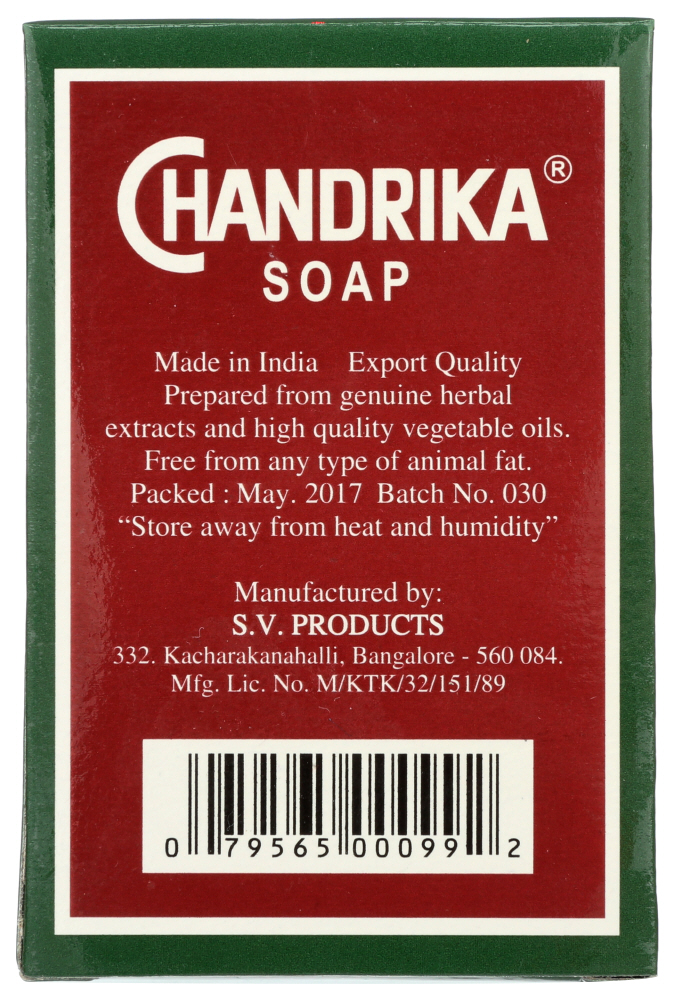 CHANDRIKA®
SOAP
Made in India Export Quality
Prepared from genuine herbal
extracts and high quality vegetable oils.
Free from any type of animal fat.
Packed : May. 2017 Batch No. 030
“Store away from heat and humidity”
Manufactured by:
S.V. PRODUCTS
332. Kacharakanahalli, Bangalore - 560 084.
Mfg. Lic. No. M/KTK/32/151/89
0 79565 00099 2